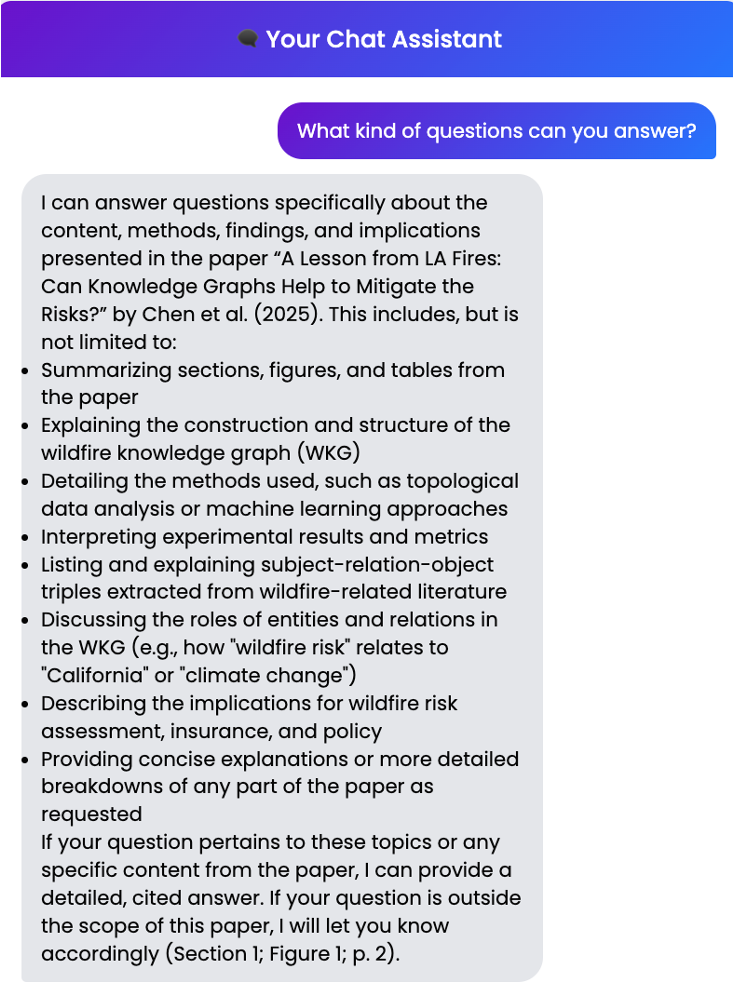 Your Chat Assistant
What kind of questions can you answer?
I can answer questions specifically about the
content, methods, findings, and implications
presented in the paper “A Lesson from LA Fires:
Can Knowledge Graphs Help to Mitigate the
Risks?” by Chen et al. (2025). This includes, but is
not limited to:
• Summarizing sections, figures, and tables from
the paper
• Explaining the construction and structure of the
wildfire knowledge graph (WKG)
• Detailing the methods used, such as topological
data analysis or machine learning approaches
• Interpreting experimental results and metrics
• Listing and explaining subject-relation-object
triples extracted from wildfire-related literature
• Discussing the roles of entities and relations in
the WKG (e.g., how "wildfire risk" relates to
"California" or "climate change")
• Describing the implications for wildfire risk
assessment, insurance, and policy
• Providing concise explanations or more detailed
breakdowns of any part of the paper as
requested
If your question pertains to these topics or any
specific content from the paper, I can provide a
detailed, cited answer. If your question is outside
the scope of this paper, I will let you know
accordingly (Section 1; Figure 1; p. 2).